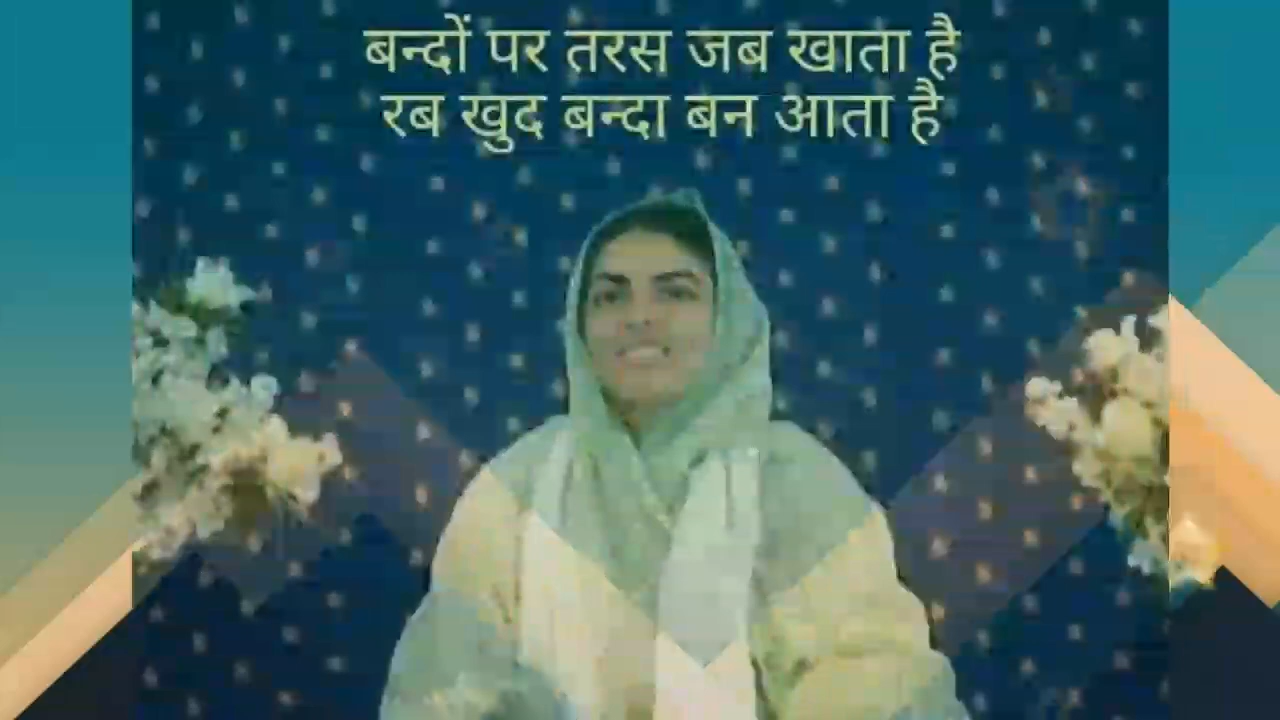 बन्दों पर तरस जब खाता है
रब खुद बन्दा बन आता है